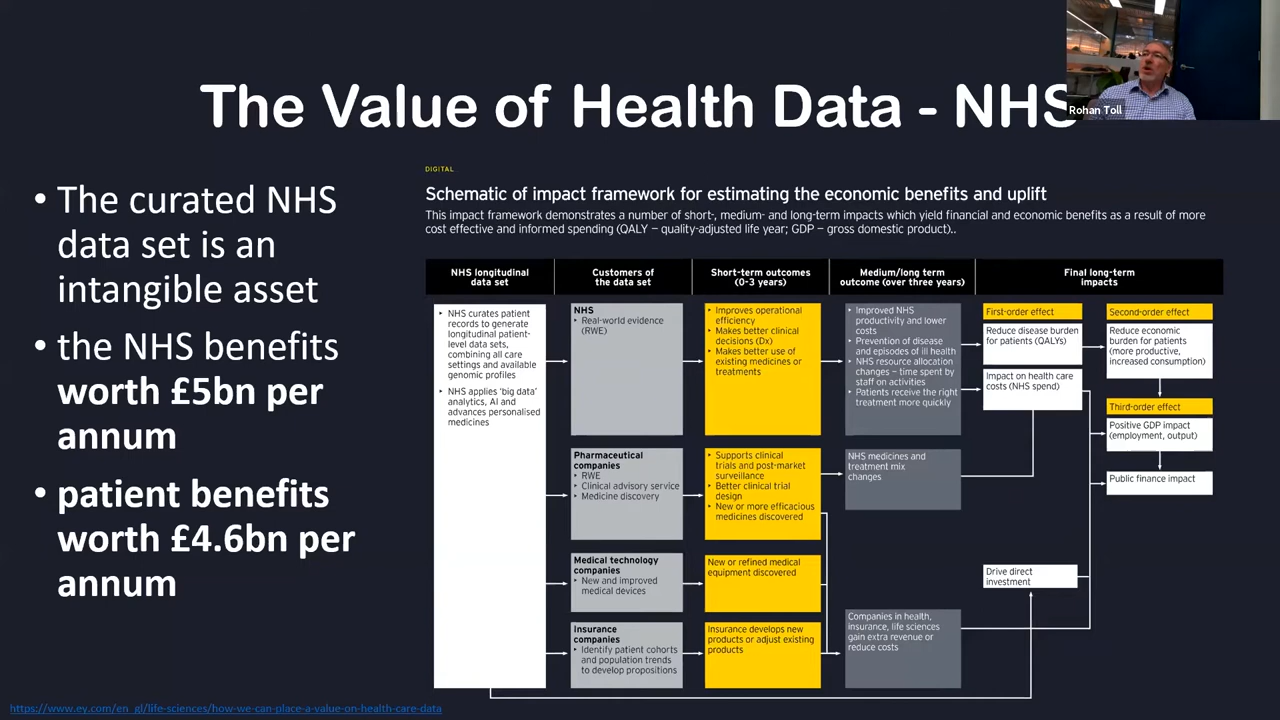 The Value of Health Data - NHS
Rohan Toll
• The curated NHS
data set is an
intangible asset
• the NHS benefits
worth £5bn per
annum
• patient benefits
worth £4.6bn per
annum
DIGITAL
Schematic of impact framework for estimating the economic benefits and uplift
This impact framework demonstrates a number of short-, medium- and long-term impacts which yield financial and economic benefits as a result of more
cost effective and informed spending (QALY – quality-adjusted life year; GDP – gross domestic product)..
NHS longitudinal
data set
Customers of
the data set
Short-term outcomes
(0-3 years)
Medium/long term
outcome (over three years)
Final long-term
impacts
‣ NHS curates patient
records to generate
longitudinal patient-
level data sets,
combining all care
settings and available
genomic profiles
‣ NHS applies ‘big data’
analytics, AI and
advances personalised
medicines
NHS
‣ Real-world evidence
(RWE)
‣ Improves operational
efficiency
‣ Makes better clinical
decisions (Dx)
‣ Makes better use of
existing medicines or
treatments
‣ Improved NHS
productivity and lower
costs
‣ Prevention of disease
and episodes of ill health
‣ NHS resource allocation
changes – time spent by
staff on activities
‣ Patients receive the right
treatment more quickly
First-order effect
Reduce disease burden
for patients (QALYs)
Impact on health care
costs (NHS spend)
Second-order effect
Reduce economic
burden for patients
(more productive,
increased consumption)
Third-order effect
Positive GDP impact
(employment, output)
Public finance impact
Pharmaceutical
companies
‣ RWE
‣ Clinical advisory service
‣ Medicine discovery
‣ Supports clinical
trials and post-market
surveillance
‣ Better clinical trial
design
‣ New or more efficacious
medicines discovered
NHS medicines and
treatment mix
changes
Medical technology
companies
‣ New and improved
medical devices
New or refined medical
equipment discovered
Drive direct
investment
Insurance
companies
‣ Identify patient cohorts
and population trends
to develop propositions
Insurance develops new
products or adjust existing
products
Companies in health,
insurance, life sciences
gain extra revenue or
reduce costs
https://www.ey.com/en_gl/life-sciences/how-we-can-place-a-value-on-health-care-data